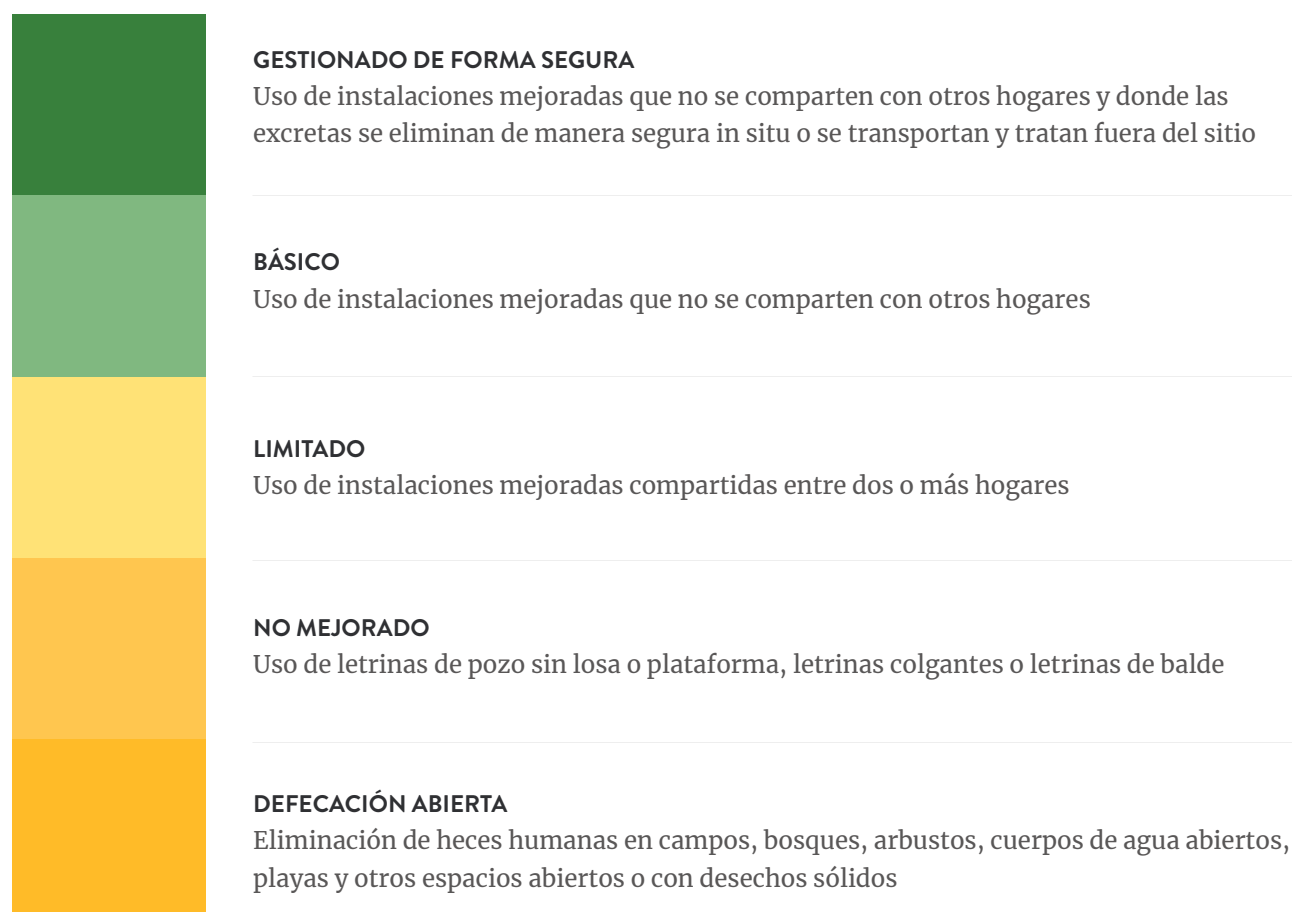 GESTIONADO DE FORMA SEGURA
Uso de instalaciones mejoradas que no se comparten con otros hogares y donde las
excretas se eliminan de manera segura in situ o se transportan y tratan fuera del sitio
BÁSICO
Uso de instalaciones mejoradas que no se comparten con otros hogares
LIMITADO
Uso de instalaciones mejoradas compartidas entre dos o más hogares
NO MEJORADO
Uso de letrinas de pozo sin losa o plataforma, letrinas colgantes o letrinas de balde
DEFECACIÓN ABIERTA
Eliminación de heces humanas en campos, bosques, arbustos, cuerpos de agua abiertos,
playas y otros espacios abiertos o con desechos sólidos